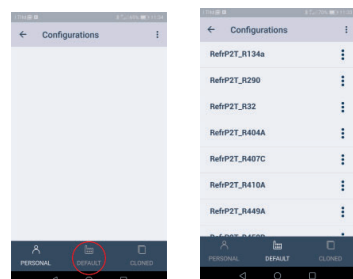 Configurations
PERSONAL
DEFAULT
CLONED
Configurations
RefrP2T_R134a
RefrP2T_R290
RefrP2T_R32
RefrP2T_R404A
RefrP2T_R407C
RefrP2T_R410A
RefrP2T_R449A
PERSONAL
DEFAULT
CLONED